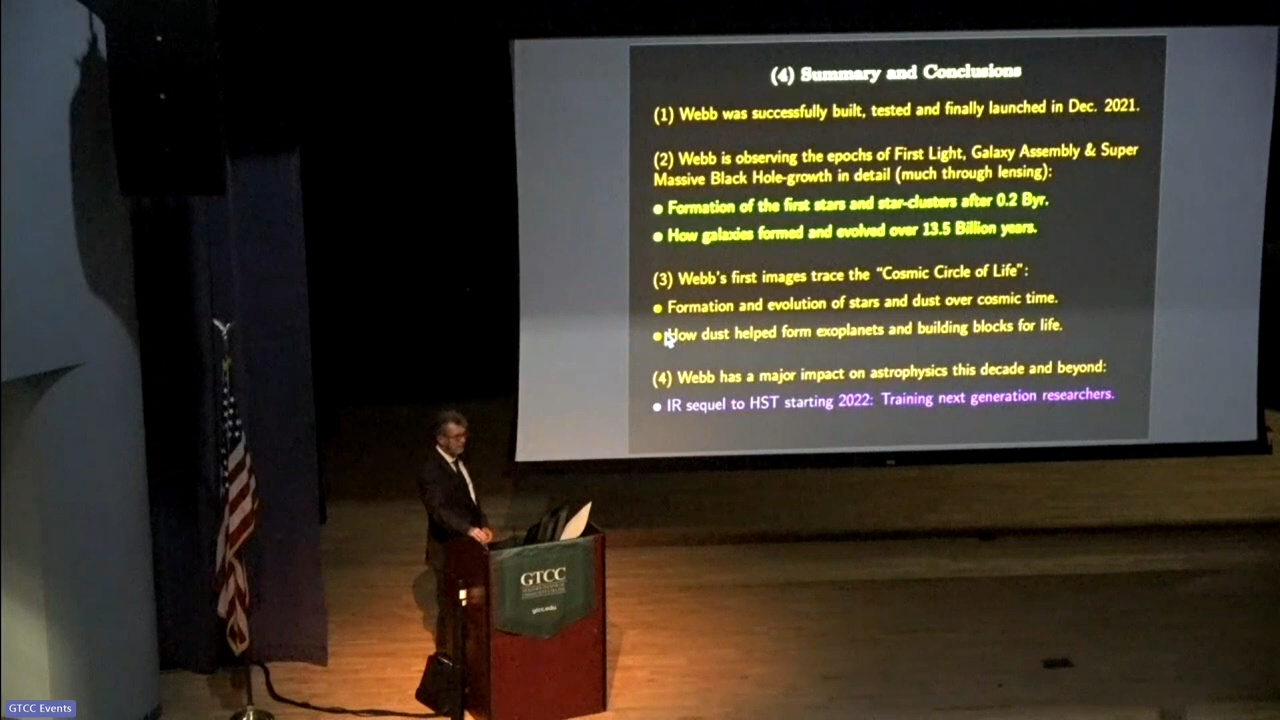 (4) Summary and Conclusions
(1) Webb was successfully built, tested and finally launched in Dec. 2021.
(2) Webb is observing the epochs of First Light, Galaxy Assembly & Super
Massive Black Hole-growth in detail (much through lensing):
• Formation of the first stars and star-clusters after 0.2 Byr.
• How galaxies formed and evolved over 13.5 Billion years.
(3) Webb's first images trace the "Cosmic Circle of Life":
• Formation and evolution of stars and dust over cosmic time.
• How dust helped form exoplanets and building blocks for life.
(4) Webb has a major impact on astrophysics this decade and beyond:
• IR sequel to HST starting 2022: Training next generation researchers.
GTCC
gtcc.edu
GTCC Events